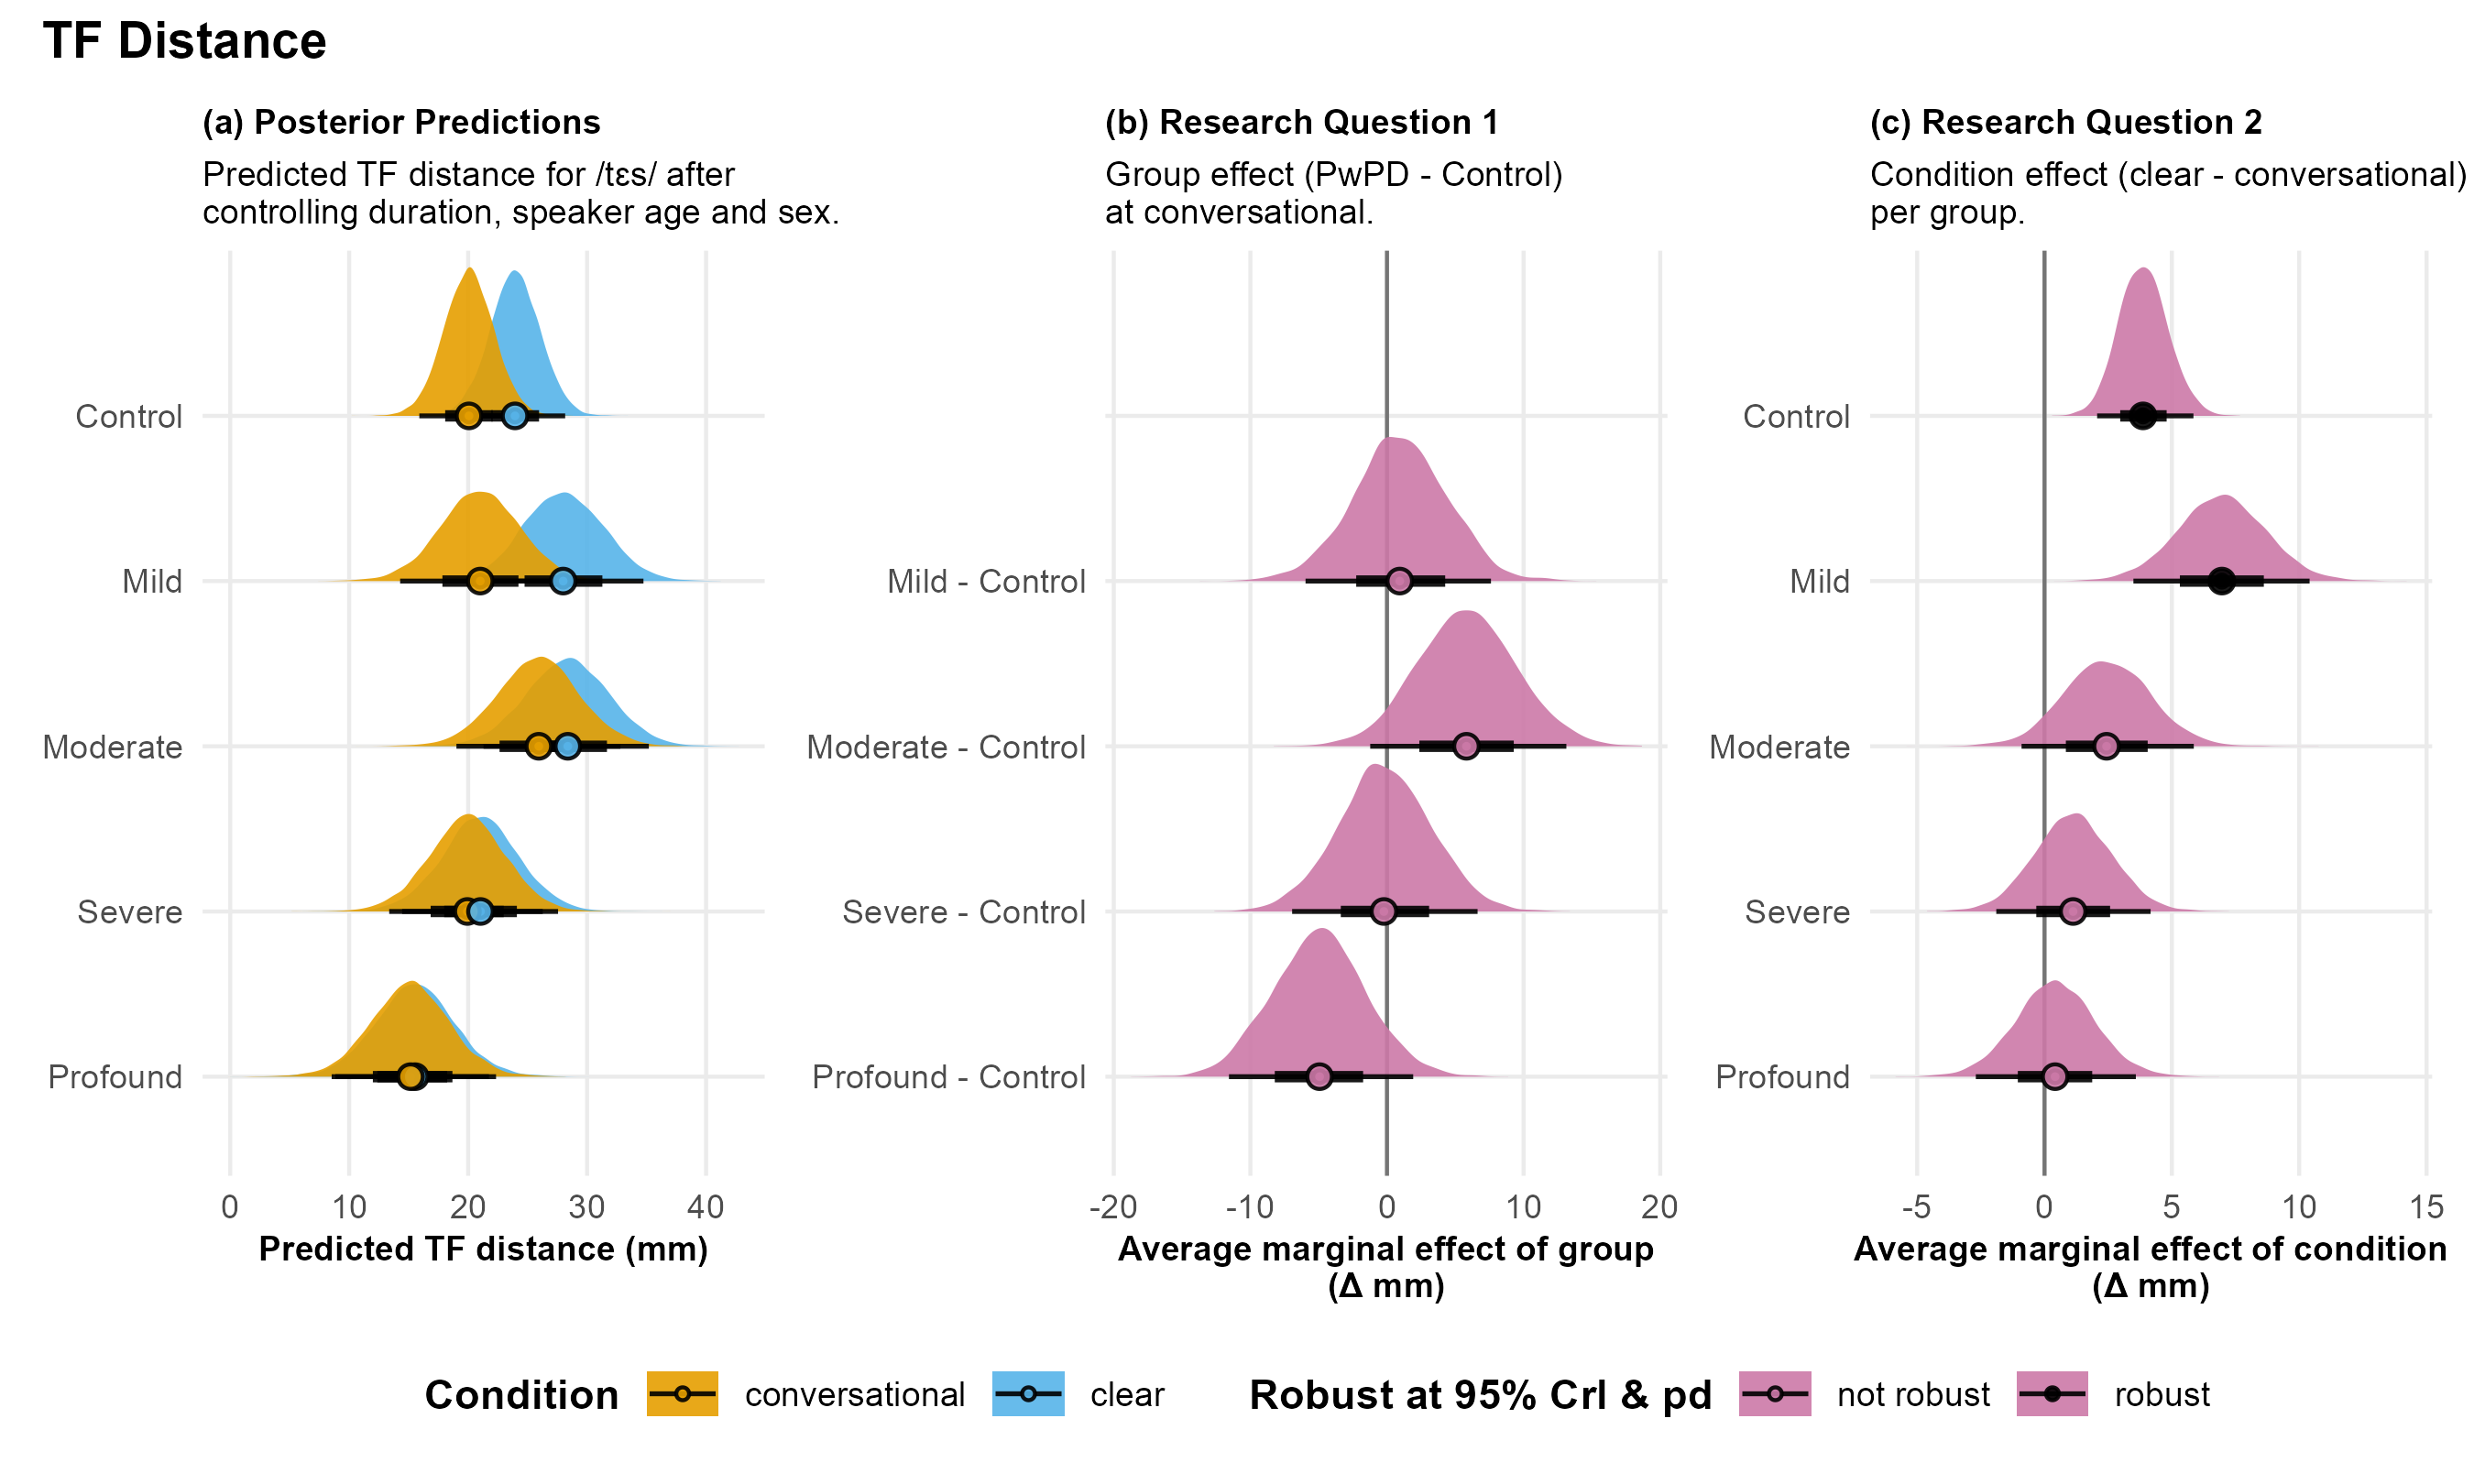 TF Distance
(a) Posterior Predictions
Predicted TF distance for /tɛs/ after
controlling duration, speaker age and sex.
Control
Mild
Moderate
Severe
Profound
0 10 20 30 40
Predicted TF distance (mm)
(b) Research Question 1
Group effect (PwPD - Control)
at conversational.
Mild - Control
Moderate - Control
Severe - Control
Profound - Control
-20 -10 0 10 20
Average marginal effect of group
(Δ mm)
(c) Research Question 2
Condition effect (clear - conversational)
per group.
Control
Mild
Moderate
Severe
Profound
-5 0 5 10 15
Average marginal effect of condition
(Δ mm)
Condition conversational clear Robust at 95% CrI & pd not robust robust